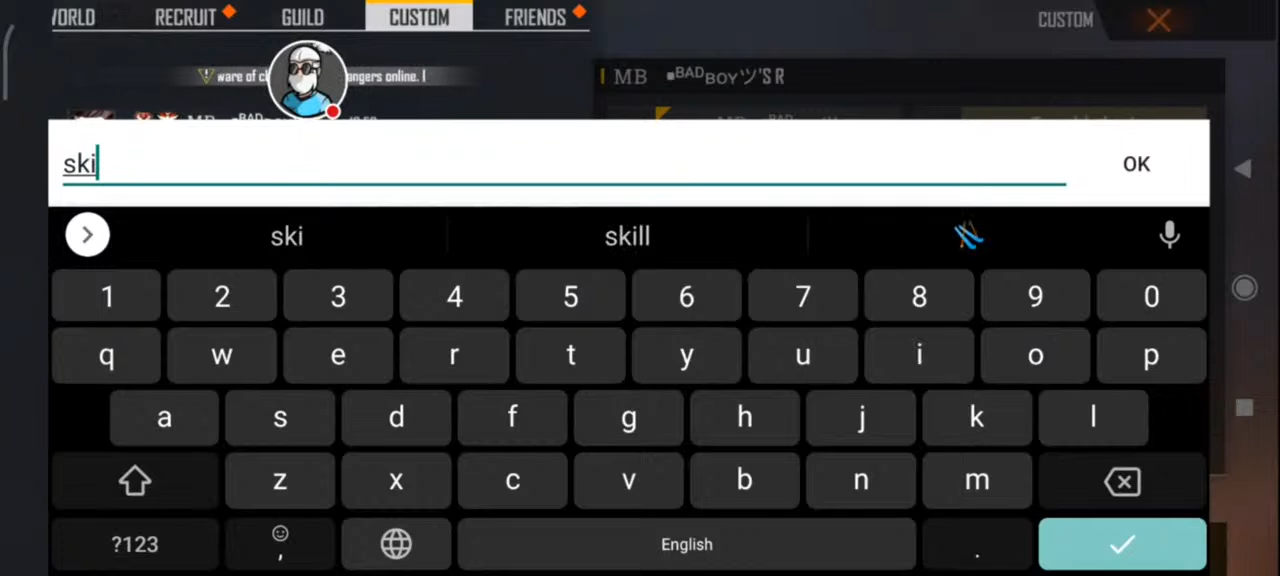 WORLD RECRUIT GUILD CUSTOM FRIENDS
CUSTOM
ware of angers online. I
MB ■BADBOYツ'S R
ski
OK
ski skill
1 2 3 4 5 6 7 8 9 0
q w e r t y u i o p
a s d f g h j k l
z x c v b n m
?123 , English .